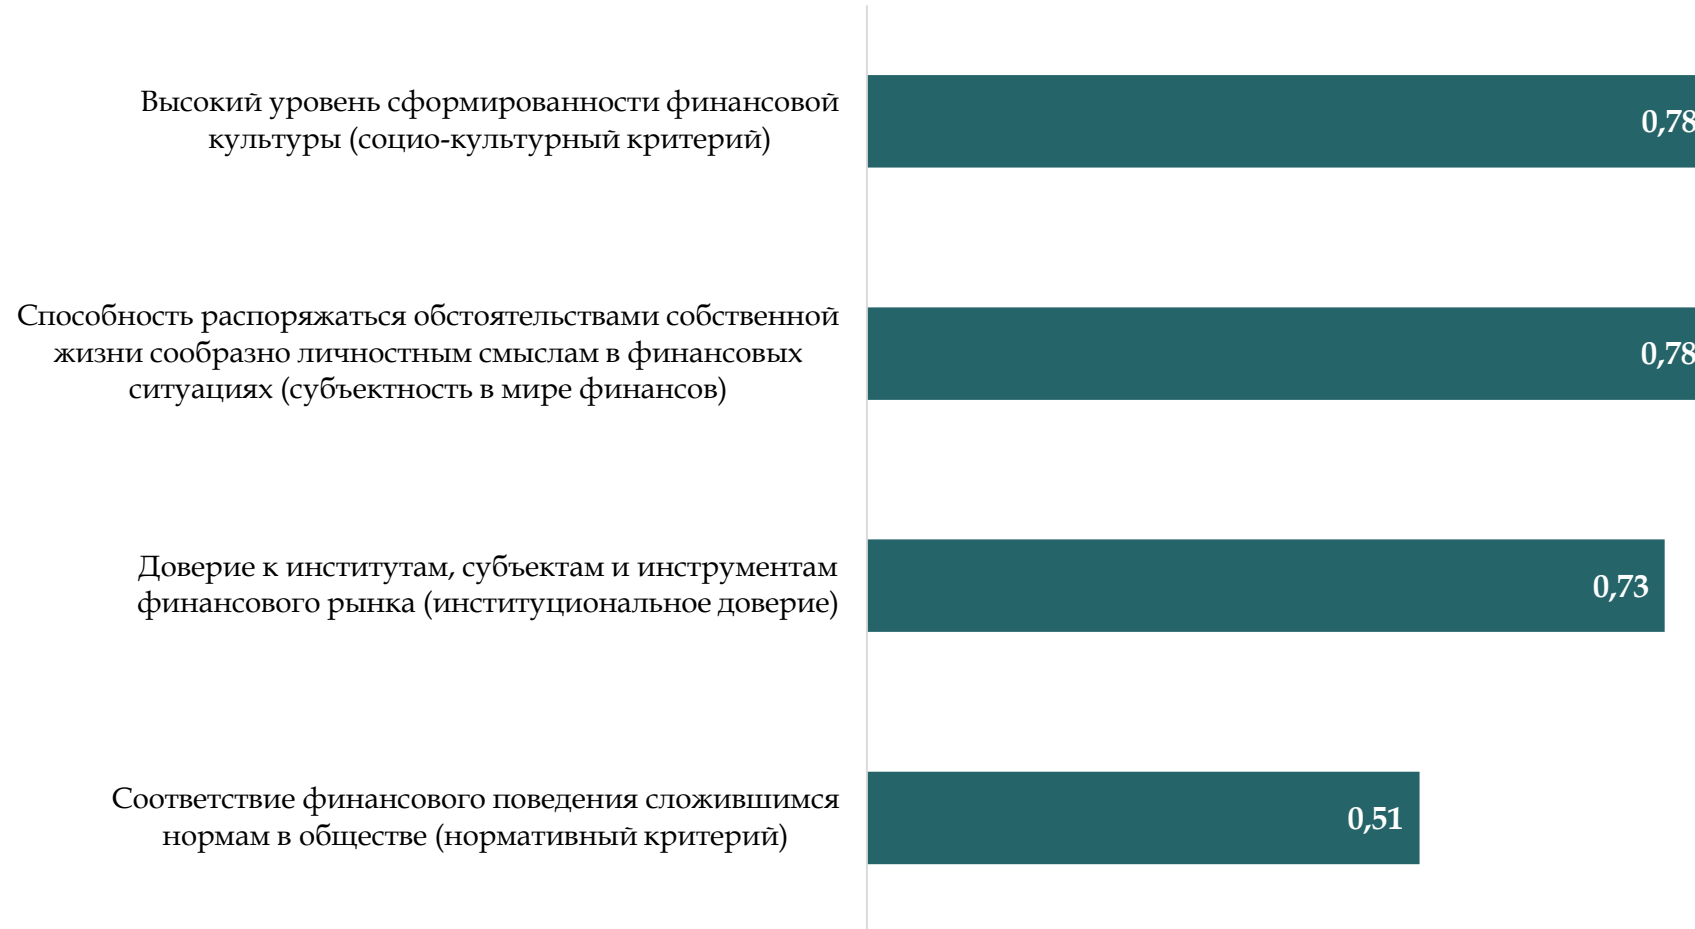 Высокий уровень сформированности финансовой
культуры (социо-культурный критерий)
0,78
Способность распоряжаться обстоятельствами собственной
жизни сообразно личностным смыслам в финансовых
ситуациях (субъектность в мире финансов)
0,78
Доверие к институтам, субъектам и инструментам
финансового рынка (институциональное доверие)
0,73
Соответствие финансового поведения сложившимся
нормам в обществе (нормативный критерий)
0,51